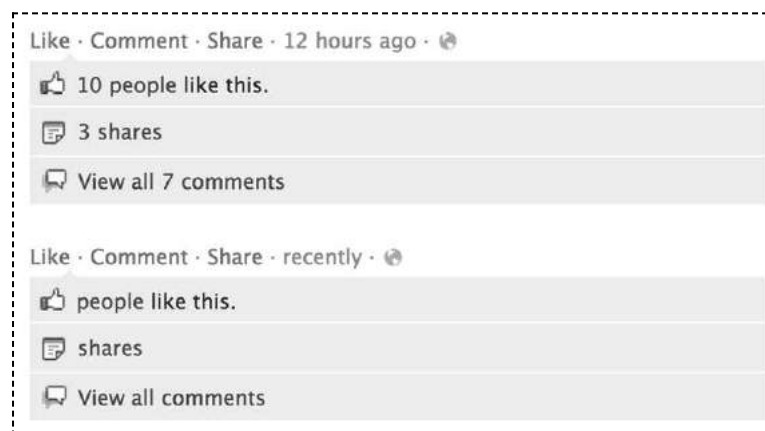 Like · Comment · Share · 12 hours ago ·
10 people like this.
3 shares
View all 7 comments
Like · Comment · Share · recently ·
people like this.
shares
View all comments